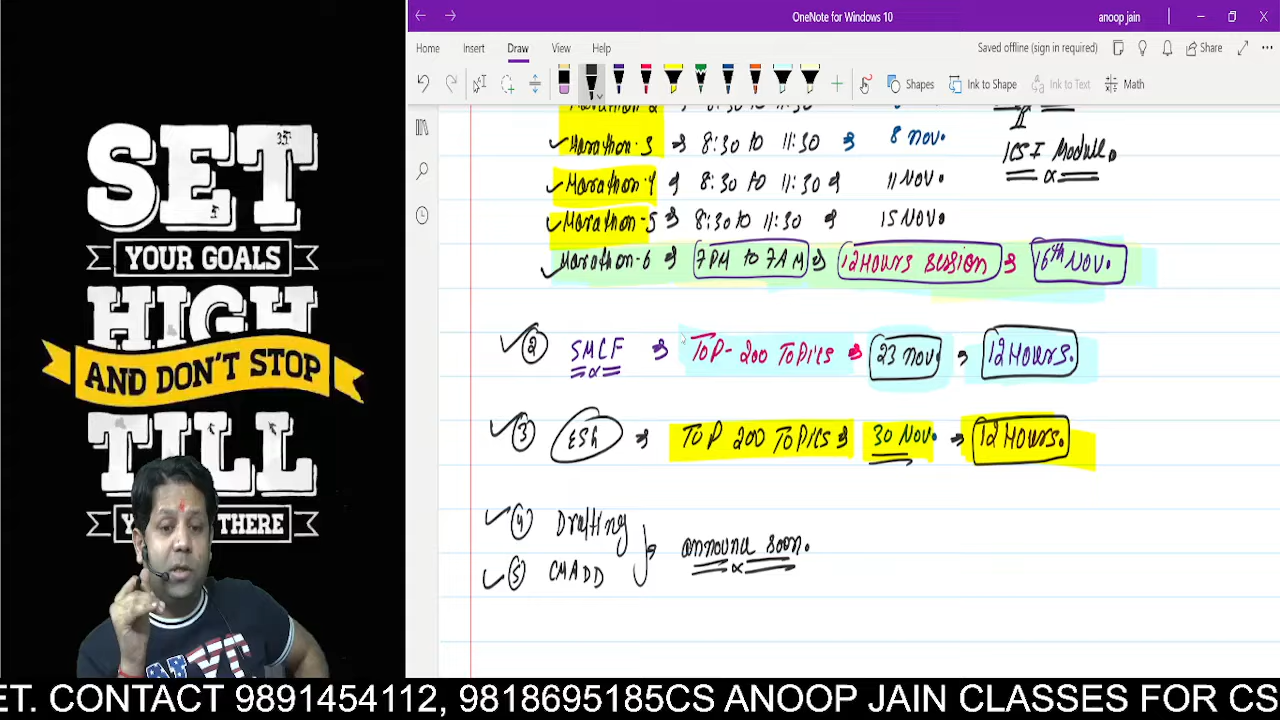 SET
YOUR GOALS
HIGH
AND DON'T STOP
TILL
THERE
OneNote for Windows 10
anoop jain
Home Insert Draw View Help
Saved offline (sign in required) Share
Shapes Ink to Shape Ink to Text Math
Marathon-3 ⇒ 8:30 to 11:30 ⇒ 8 Nov.
ICSI Module.
Marathon-4 ⇒ 8:30 to 11:30 ⇒ 11 Nov.
Marathon-5 ⇒ 8:30 to 11:30 ⇒ 15 Nov.
Marathon-6 ⇒ 7PM to 7AM ⇒ 12 Hours session ⇒ 16th Nov.
② SMCF ⇒ Top-200 Topics ⇒ 23 Nov. ⇒ 12 Hours.
③ ESh ⇒ Top 200 Topics ⇒ 30 Nov. ⇒ 12 Hours.
④ Drafting
⑤ CMADD
announce soon.
ET. CONTACT 9891454112, 9818695185CS ANOOP JAIN CLASSES FOR CS